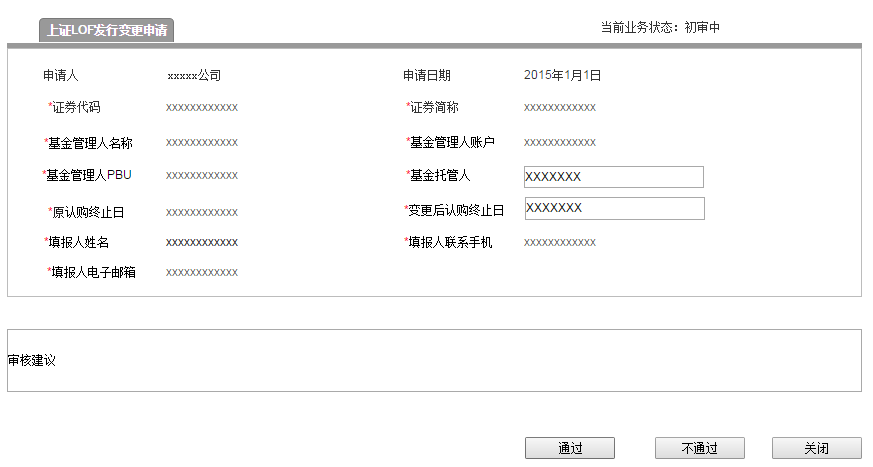 上证LOF发行变更申请 当前业务状态：初审中
申请人 xxxxx公司 申请日期 2015年1月1日
*证券代码 xxxxxxxxxxxx *证券简称 xxxxxxxxxxxx
*基金管理人名称 xxxxxxxxxxxx *基金管理人账户 xxxxxxxxxxxx
*基金管理人PBU xxxxxxxxxxxx *基金托管人 XXXXXXX
*原认购终止日 xxxxxxxxxxxx *变更后认购终止日 XXXXXXX
*填报人姓名 xxxxxxxxxxxx *填报人联系手机 xxxxxxxxxxxx
*填报人电子邮箱 xxxxxxxxxxxx
审核建议
通过 不通过 关闭